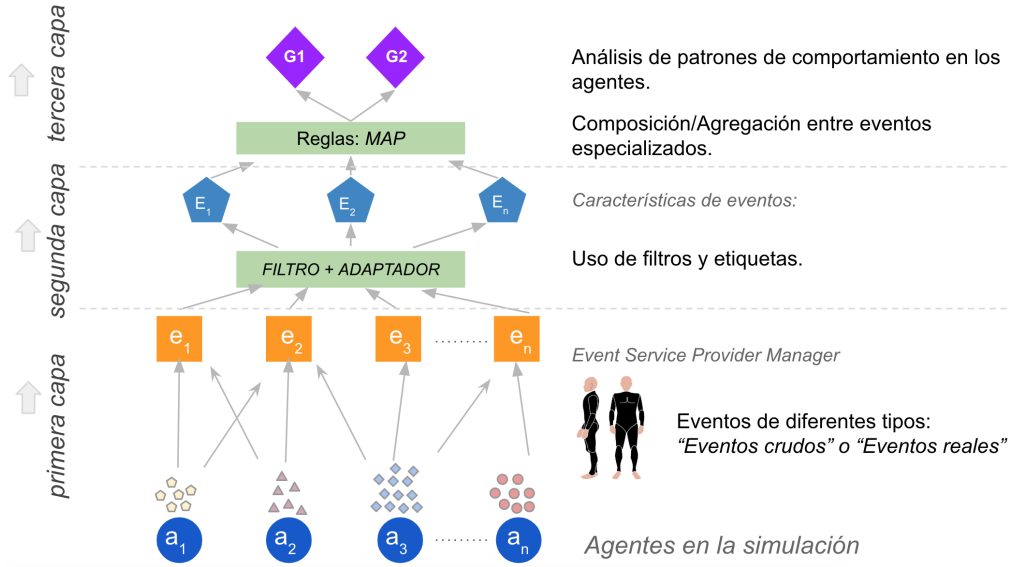 tercera capa
G1 G2
Análisis de patrones de comportamiento en los
agentes.
Reglas: MAP
Composición/Agregación entre eventos
especializados.
segunda capa
E1 E2 En
Características de eventos:
FILTRO + ADAPTADOR
Uso de filtros y etiquetas.
primera capa
e1 e2 e3 ......... en
Event Service Provider Manager
Eventos de diferentes tipos:
“Eventos crudos” o “Eventos reales”
a1 a2 a3 ......... an
Agentes en la simulación